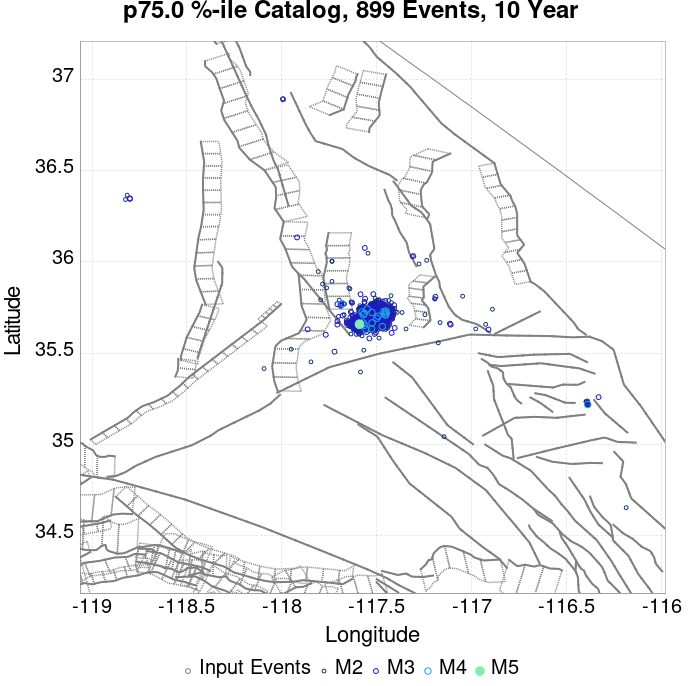 p75.0 %-ile Catalog, 899 Events, 10 Year
37
36.5
36
35.5
35
34.5
Latitude
-119
-118.5
-118
-117.5
-117
-116.5
-116
Longitude
Input Events
M2
M3
M4
M5